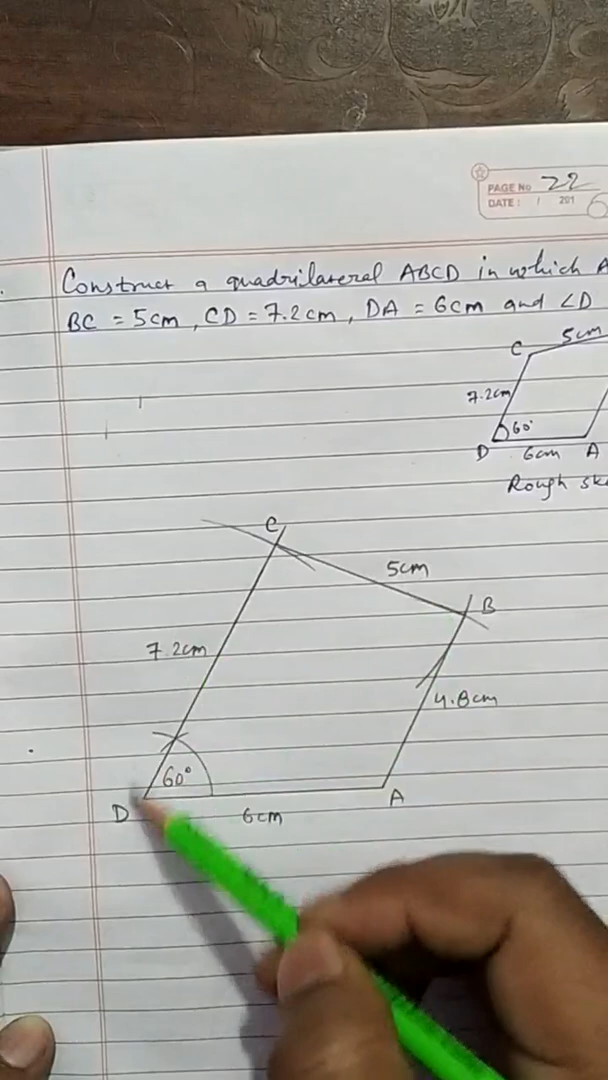 PAGE No 22
DATE: / 201
Construct a quadrilateral ABCD in which A
BC = 5cm, CD = 7.2cm, DA = 6cm and ∠D
C 5cm
7.2cm
60°
D 6cm A
Rough
C
5cm
B
7.2cm
4.8cm
60°
D 6cm A